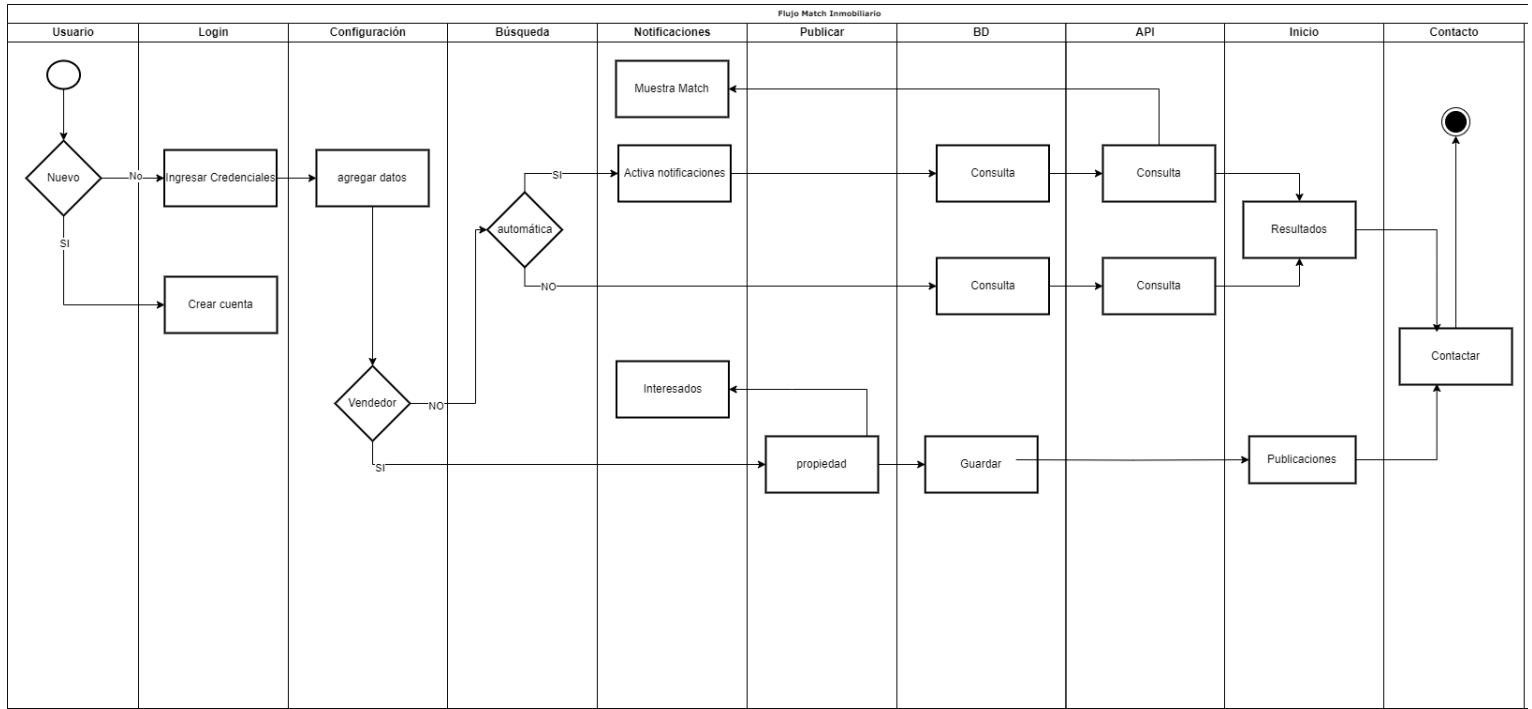 Flujo Match Inmobiliario
Usuario
Login
Configuración
Búsqueda
Notificaciones
Publicar
BD
API
Inicio
Contacto
Muestra Match
Nuevo
No
Ingresar Credenciales
agregar datos
SI
Activa notificaciones
Consulta
Consulta
automática
Resultados
SI
Crear cuenta
NO
Consulta
Consulta
Contactar
Vendedor
NO
Interesados
SI
propiedad
Guardar
Publicaciones